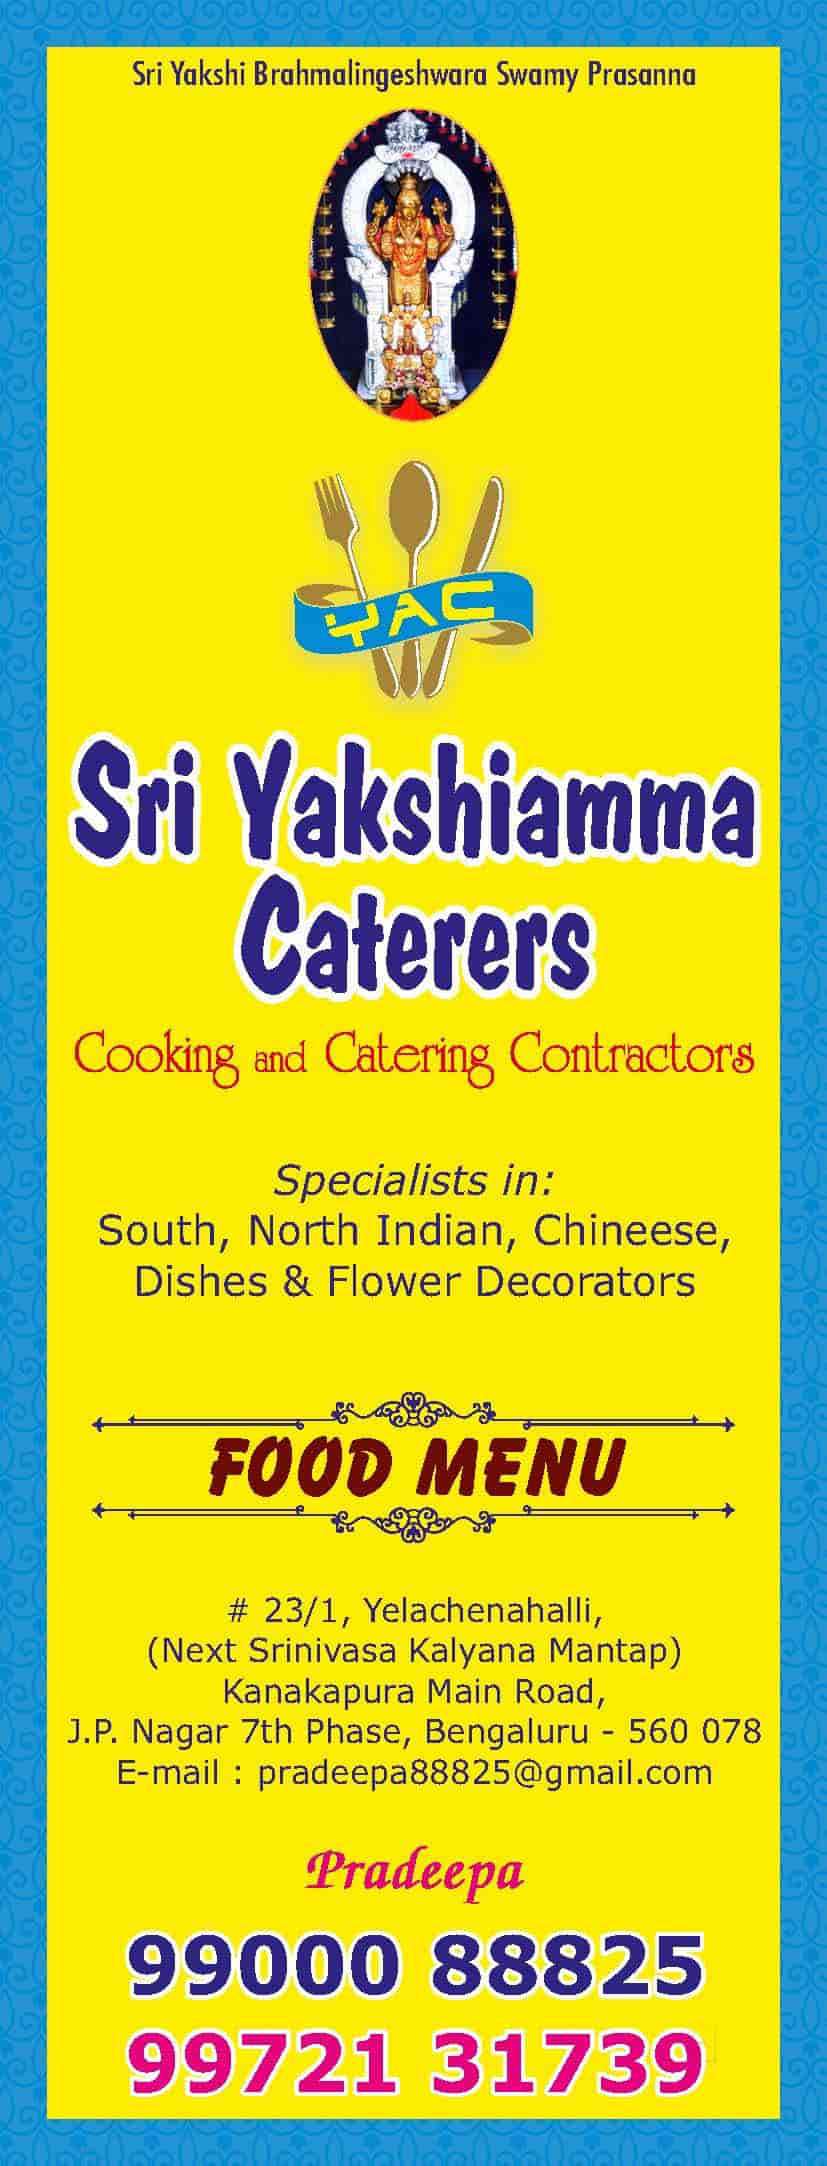 Sri Yakshi Brahmalingeshwara Swamy Prasanna
YAC
Sri Yakshiamma
Caterers
Cooking and Catering Contractors
Specialists in:
South, North Indian, Chineese,
Dishes & Flower Decorators
FOOD MENU
# 23/1, Yelachenahalli,
(Next Srinivasa Kalyana Mantap)
Kanakapura Main Road,
J.P. Nagar 7th Phase, Bengaluru - 560 078
E-mail : pradeepa88825@gmail.com
Pradeepa
99000 88825
99721 31739